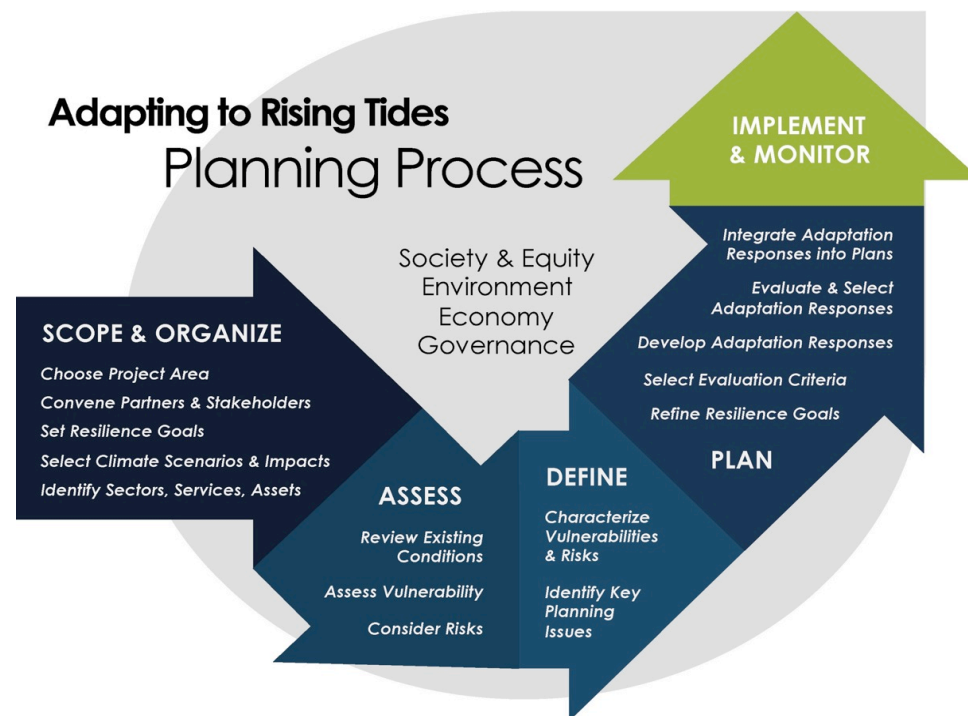 Adapting to Rising Tides
Planning Process
Society & Equity
Environment
Economy
Governance
SCOPE & ORGANIZE
Choose Project Area
Convene Partners & Stakeholders
Set Resilience Goals
Select Climate Scenarios & Impacts
Identify Sectors, Services, Assets
ASSESS
Review Existing
Conditions
Assess Vulnerability
Consider Risks
DEFINE
Characterize
Vulnerabilities
& Risks
Identify Key
Planning
Issues
IMPLEMENT
& MONITOR
Integrate Adaptation
Responses into Plans
Evaluate & Select
Adaptation Responses
Develop Adaptation Responses
Select Evaluation Criteria
Refine Resilience Goals
PLAN